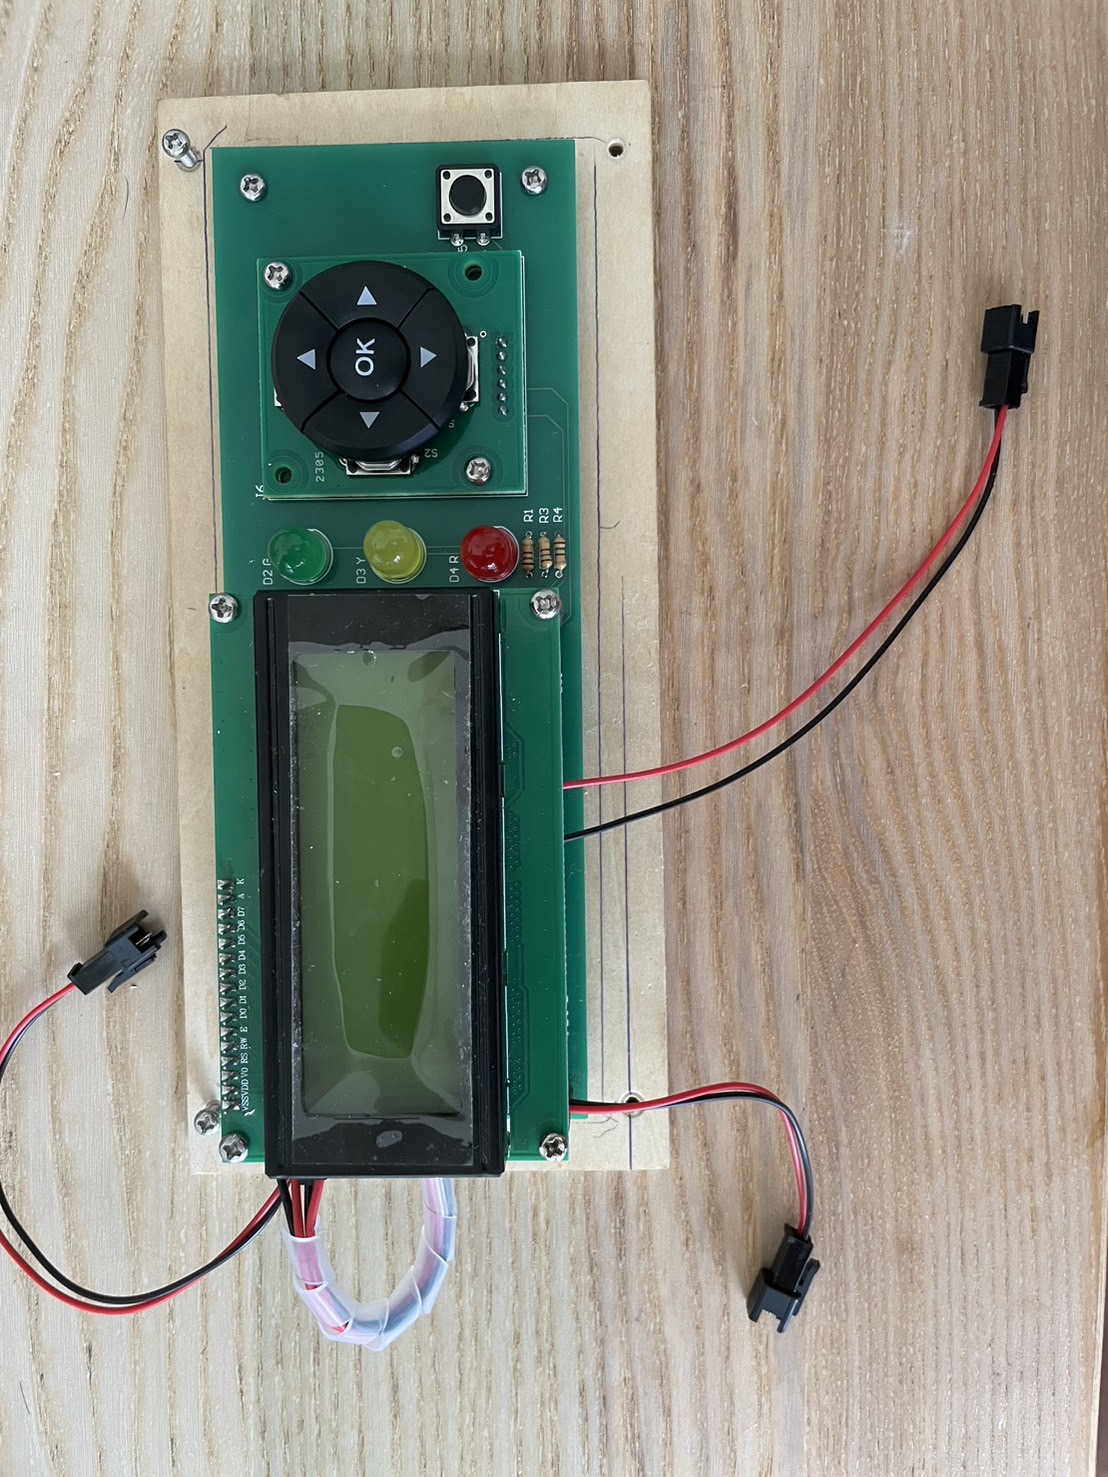 VSS VDD V0 RS RW E D0 D1 D2 D3 D4 D5 D6 D7 A K
D2 G
J6
2305
D3 Y
OK
S2
D4 R
R1
R3
R4